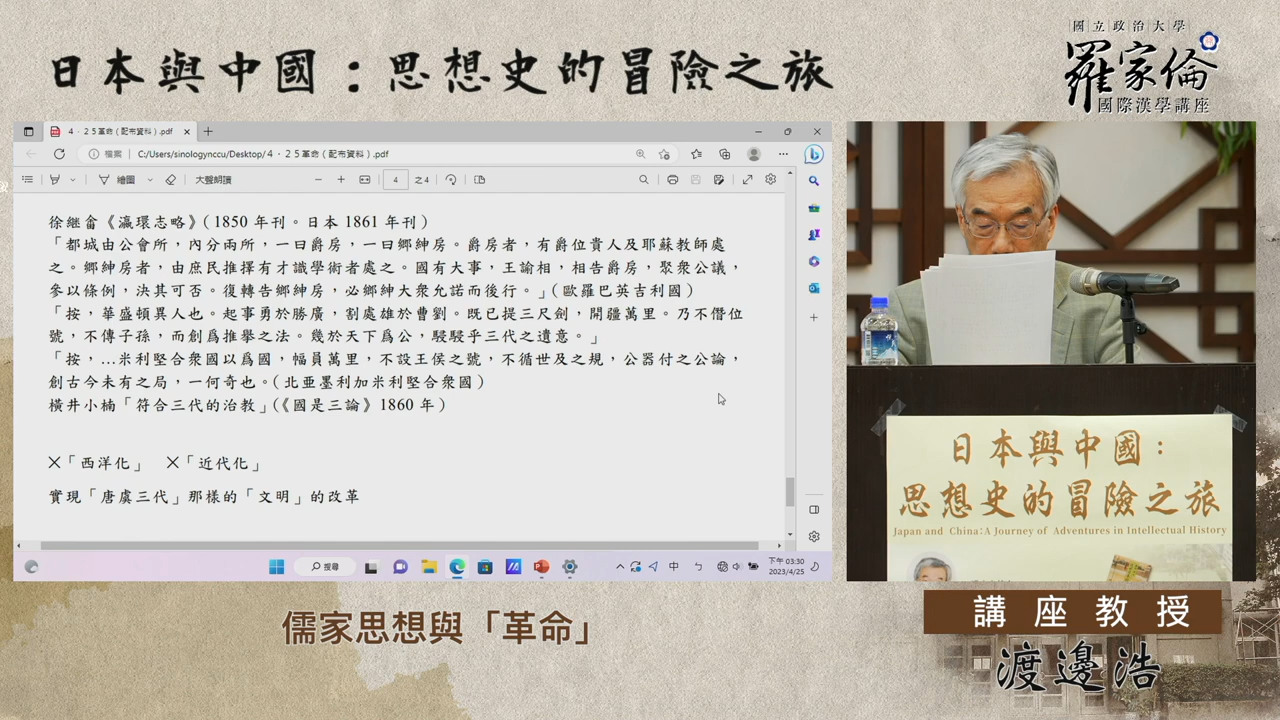 日本與中國：思想史的冒險之旅
國立政治大學
羅家倫
國際漢學講座
4．25革命（配布資料）.pdf
檔案 C:/Users/sinologynccu/Desktop/4．25革命（配布資料）.pdf
繪圖 大聲朗讀 4 之4
徐繼畬《瀛環志略》（1850 年刊。日本 1861 年刊）
「都城由公會所，內分兩所，一曰爵房，一曰鄉紳房。爵房者，有爵位貴人及耶蘇教師處
之。鄉紳房者，由庶民推擇有才識學術者處之。國有大事，王諭相，相告爵房，聚眾公議，
參以條例，決其可否。復轉告鄉紳房，必鄉紳大眾允諾而後行。」（歐羅巴英吉利國）
「按，華盛頓異人也。起事勇於勝廣，割處雄於曹劉。既已提三尺劍，開疆萬里。乃不僭位
號，不傳子孫，而創爲推舉之法。幾於天下爲公，駸駸乎三代之遺意。」
「按，…米利堅合衆國以爲國，幅員萬里，不設王侯之號，不循世及之規，公器付之公論，
創古今未有之局，一何奇也。（北亞墨利加米利堅合衆國）
橫井小楠「符合三代的治教」（《國是三論》1860 年）
×「西洋化」 ×「近代化」
實現「唐虞三代」那樣的「文明」的改革
搜尋
中
下午 03:30
2023/4/25
日本與中國：
思想史的冒險之旅
Japan and China:A Journey of Adventures in Intellectual History
儒家思想與「革命」
講座教授
渡邊浩